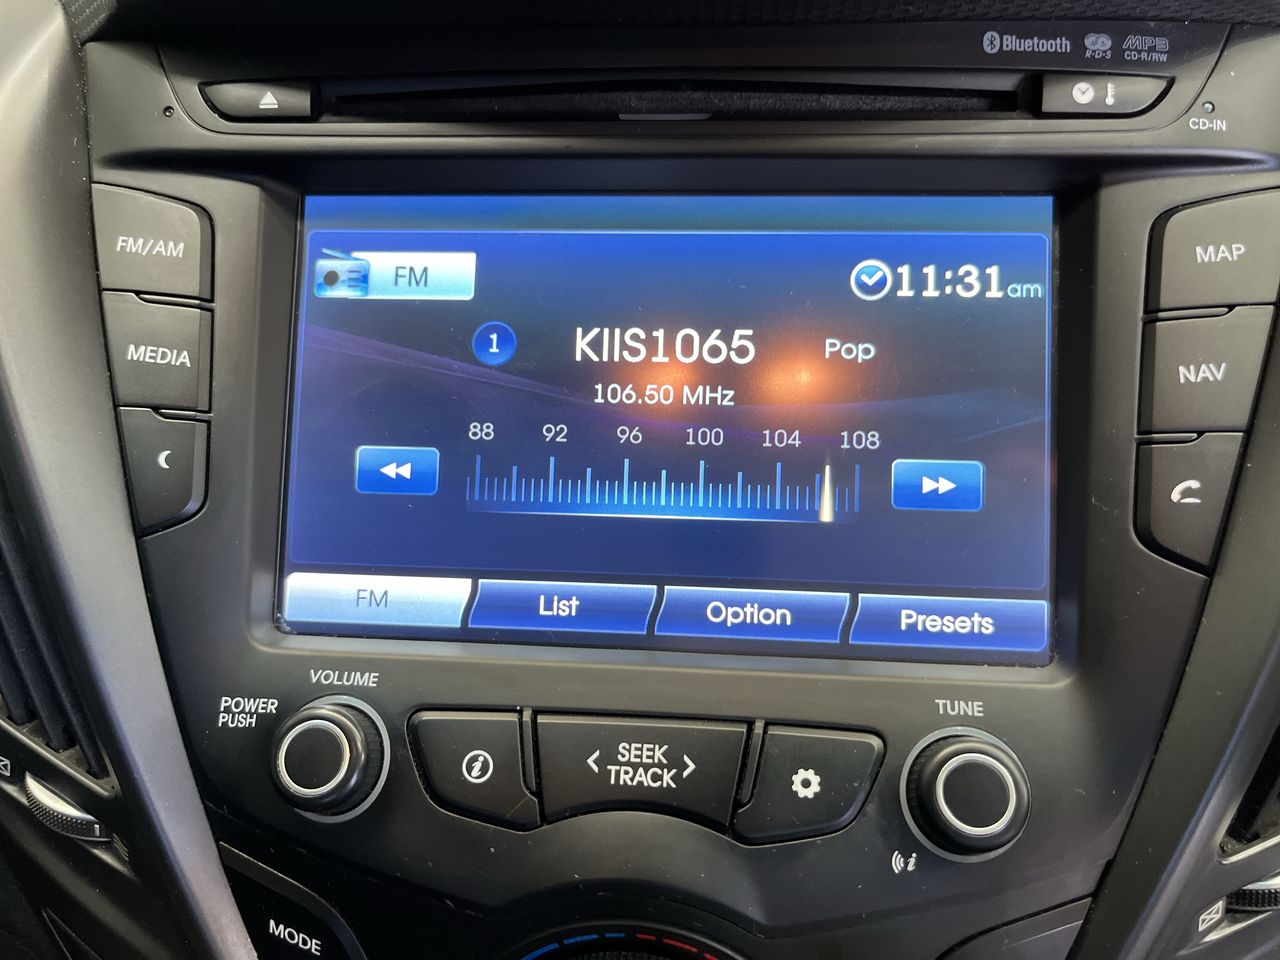 Bluetooth
R·D·S
MP3
CD-R/RW
CD-IN
FM/AM
MEDIA
MAP
NAV
FM
11:31am
1
KIIS1065
Pop
106.50 MHz
88 92 96 100 104 108
FM
List
Option
Presets
VOLUME
POWER
PUSH
SEEK
TRACK
TUNE
MODE